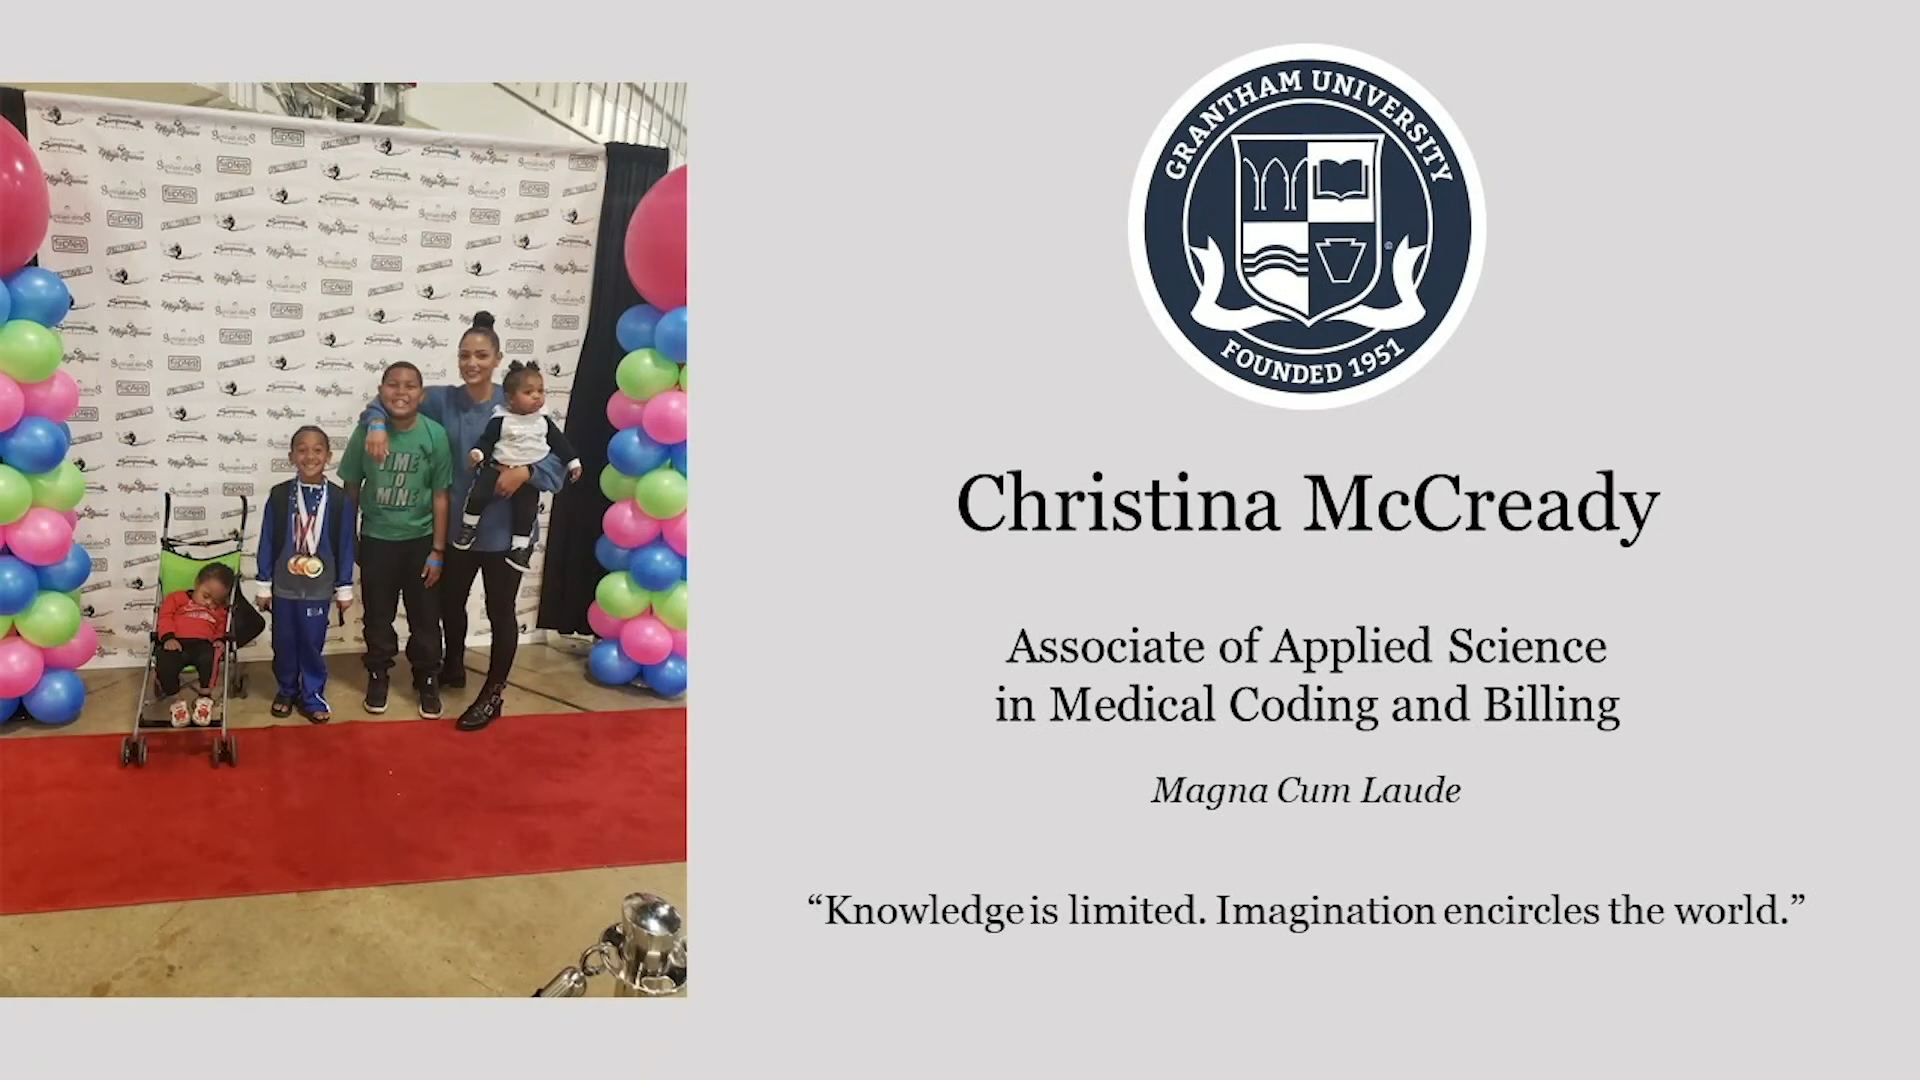 GRANTHAM UNIVERSITY
FOUNDED 1951
Christina McCready
Associate of Applied Science
in Medical Coding and Billing
Magna Cum Laude
“Knowledge is limited. Imagination encircles the world.”
TIME
TO
MINE